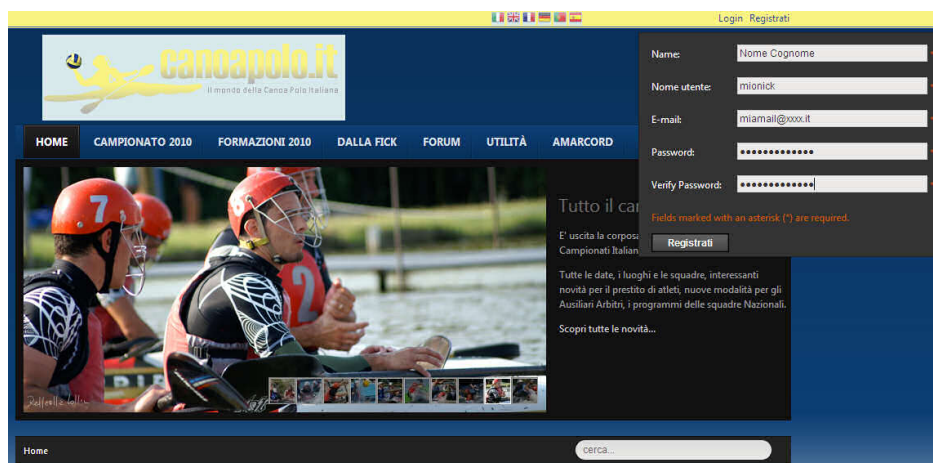 Login Registrati
canoapolo.it
Il mondo della Canoa Polo Italiana
Name: Nome Cognome
Nome utente: mionick
E-mail: miamail@xxxx.it
Password: •••••••••••••
Verify Password: •••••••••••••
Fields marked with an asterisk (*) are required.
Registrati
HOME CAMPIONATO 2010 FORMAZIONI 2010 DALLA FICK FORUM UTILITÀ AMARCORD
7
2
Tutto il ca
E' uscita la corposa
Campionati Italian
Tutte le date, i luoghi e le squadre, interessanti
novità per il prestito di atleti, nuove modalità per gli
Ausiliari Arbitri, i programmi delle squadre Nazionali.
Scopri tutte le novità...
Home
cerca...